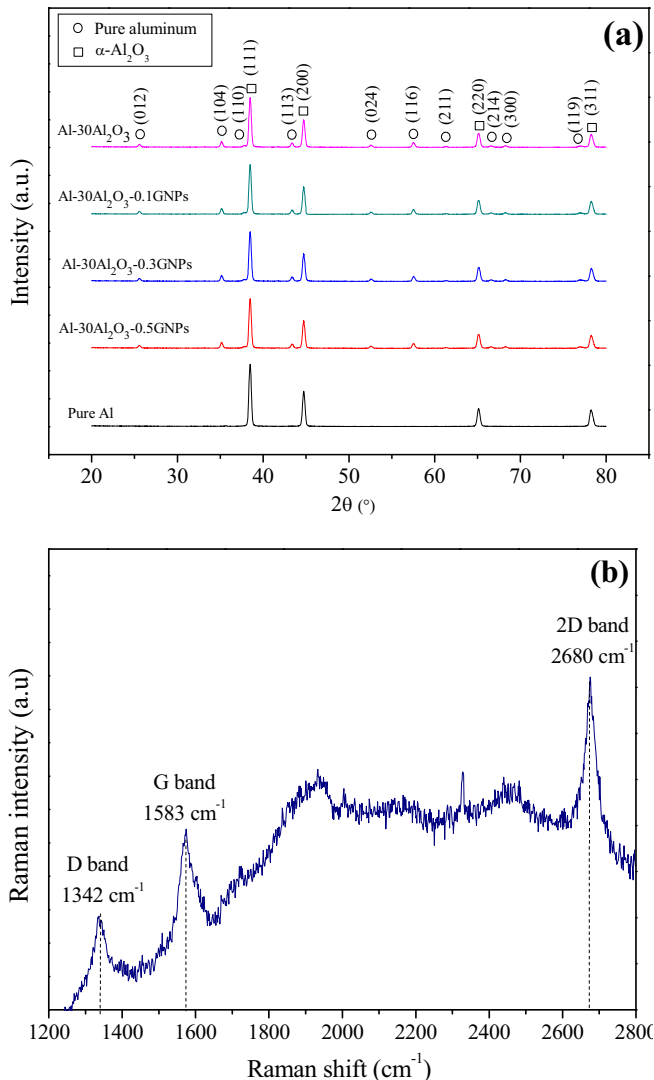 (a)
○ Pure aluminum
□ α-Al₂O₃
(012) (104) (110) (111) (113) (200) (024) (116) (211) (220) (214) (300) (119) (311)
Al-30Al₂O₃
Al-30Al₂O₃-0.1GNPs
Al-30Al₂O₃-0.3GNPs
Al-30Al₂O₃-0.5GNPs
Pure Al
Intensity (a.u.)
20 30 40 50 60 70 80
2θ (°)
(b)
2D band
2680 cm⁻¹
G band
1583 cm⁻¹
D band
1342 cm⁻¹
Raman intensity (a.u)
1200 1400 1600 1800 2000 2200 2400 2600 2800
Raman shift (cm⁻¹)